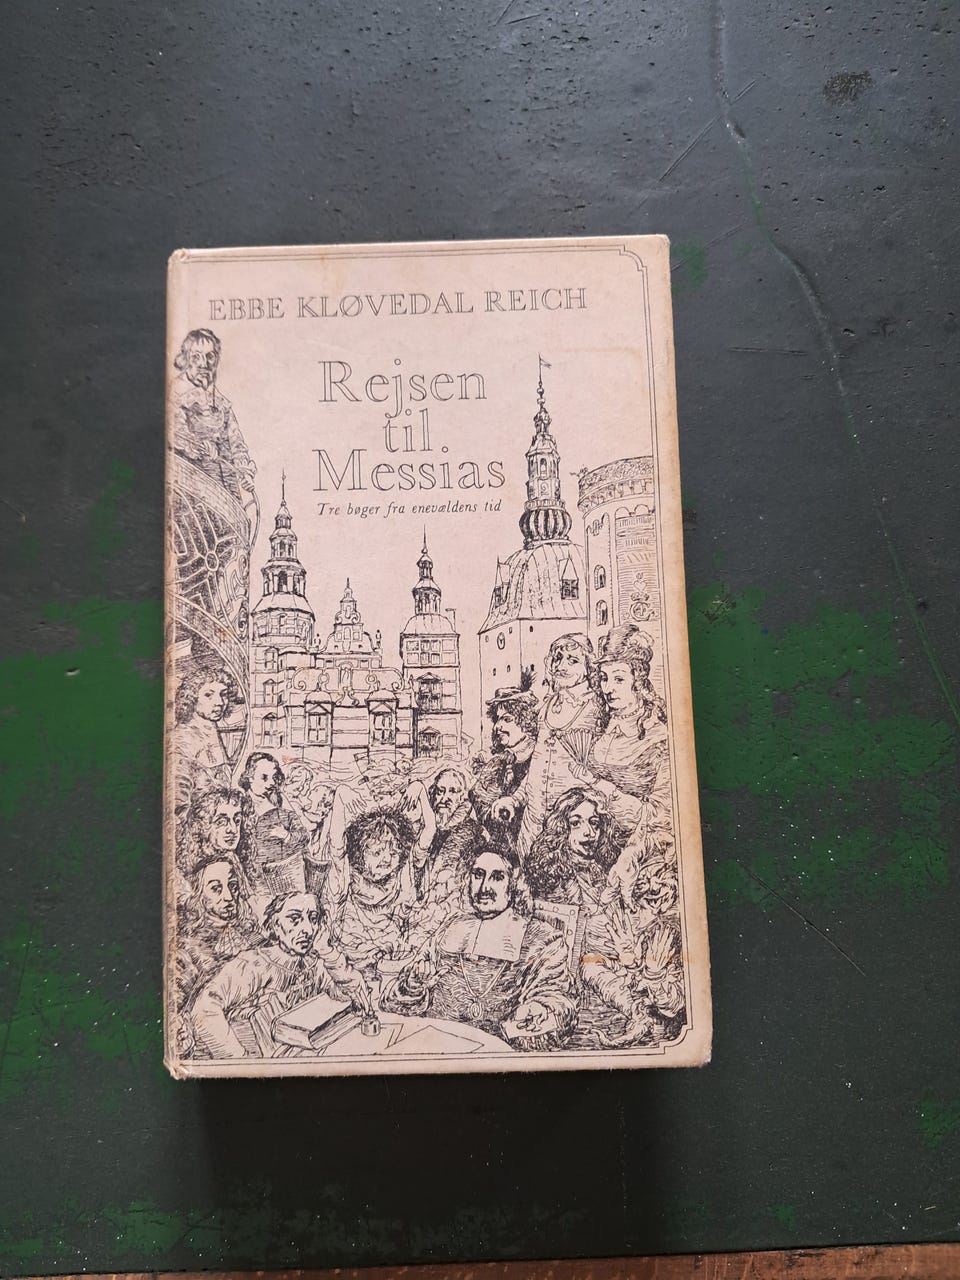 EBBE KLØVEDAL REICH
Rejsen
til
Messias
Tre bøger fra enevældens tid